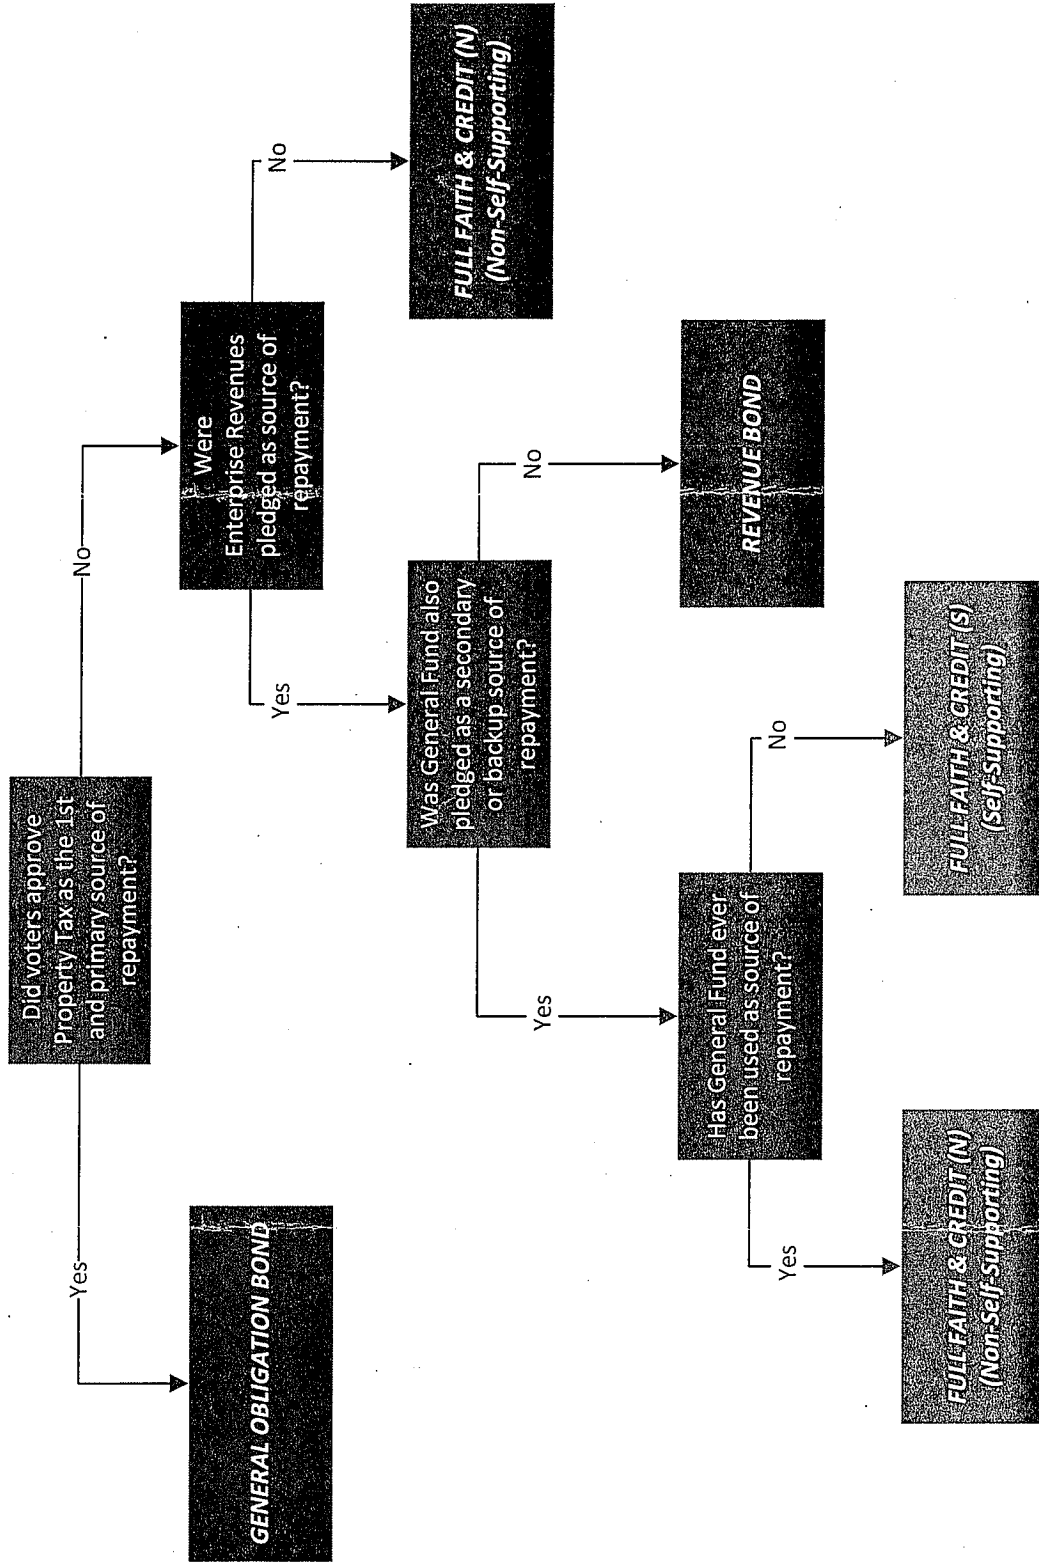 Did voters approve
Property Tax as the 1st
and primary source of
repayment?
Yes
No
GENERAL OBLIGATION BOND
Were
Enterprise Revenues
pledged as source of
repayment?
Yes
No
Was General Fund also
pledged as a secondary
or backup source of
repayment?
FULL FAITH & CREDIT (N)
(Non-Self-Supporting)
Yes
No
Has General Fund ever
been used as source of
repayment?
REVENUE BOND
Yes
No
FULL FAITH & CREDIT (N)
(Non-Self-Supporting)
FULL FAITH & CREDIT (S)
(Self-Supporting)